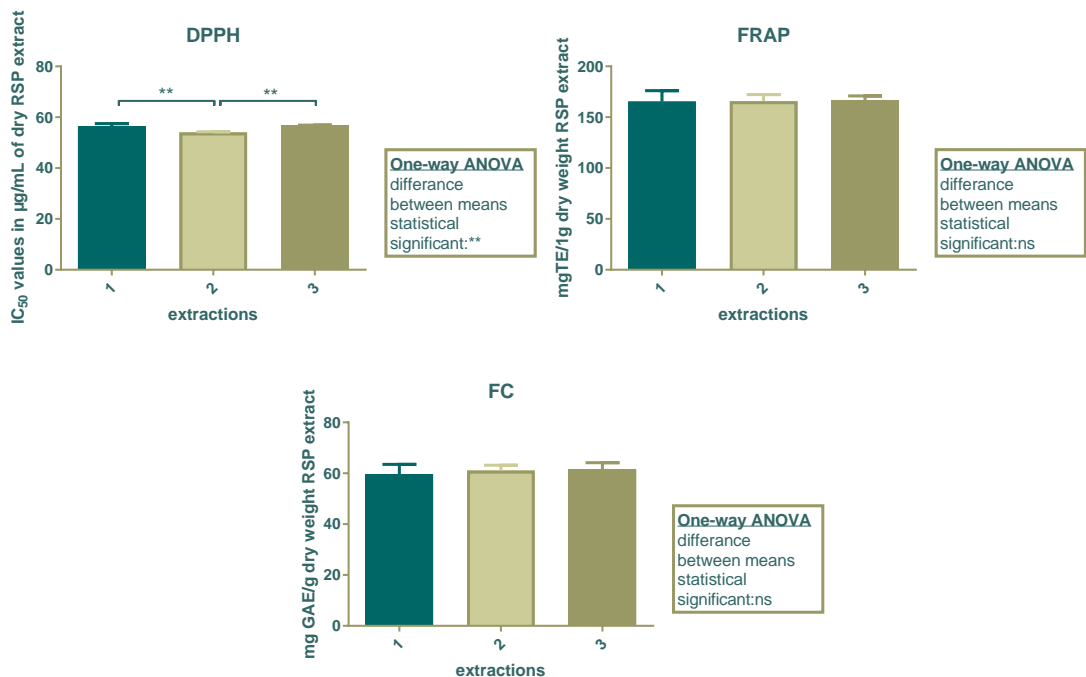 DPPH
IC50 values in µg/mL of dry RSP extract
80
60
40
20
0
**
**
1
2
3
extractions
One-way ANOVA
differance
between means
statistical
significant:**
FRAP
mgTE/1g dry weight RSP extract
200
150
100
50
0
1
2
3
extractions
One-way ANOVA
differance
between means
statistical
significant:ns
FC
mg GAE/g dry weight RSP extract
80
60
40
20
0
1
2
3
extractions
One-way ANOVA
differance
between means
statistical
significant:ns